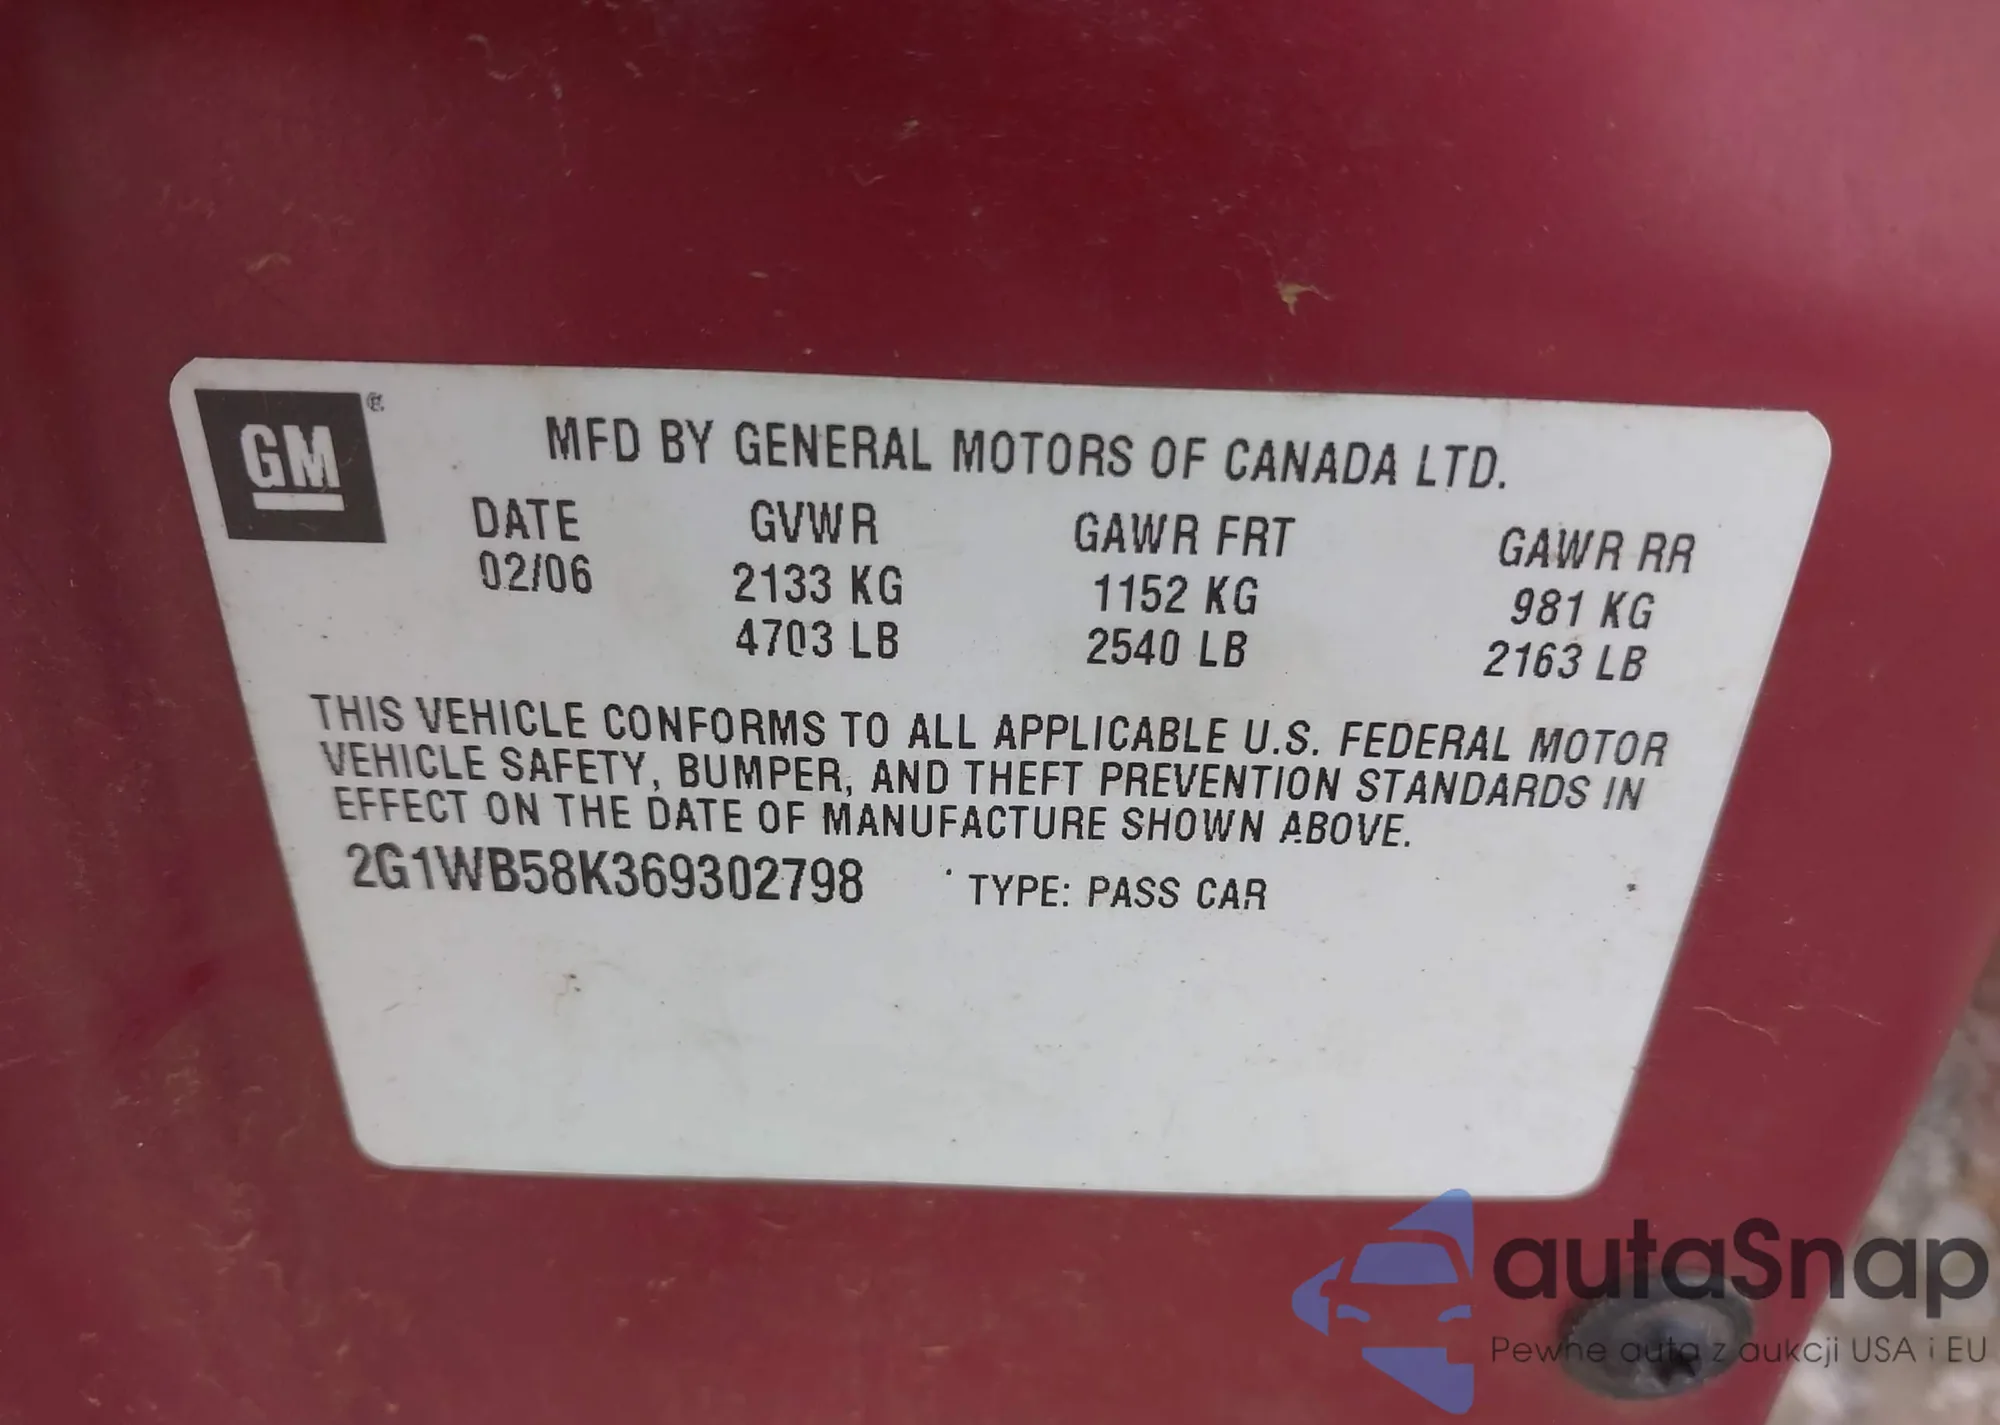 GM
MFD BY GENERAL MOTORS OF CANADA LTD.
DATE GVWR GAWR FRT GAWR RR
02/06 2133 KG 1152 KG 981 KG
4703 LB 2540 LB 2163 LB
THIS VEHICLE CONFORMS TO ALL APPLICABLE U.S. FEDERAL MOTOR
VEHICLE SAFETY, BUMPER, AND THEFT PREVENTION STANDARDS IN
EFFECT ON THE DATE OF MANUFACTURE SHOWN ABOVE.
2G1WB58K369302798 TYPE: PASS CAR
autaSnap
Pewne auta z aukcji USA i EU